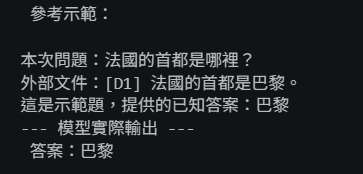 參考示範：
本次問題：法國的首都是哪裡？
外部文件：[D1] 法國的首都是巴黎。
這是示範題，提供的已知答案：巴黎
--- 模型實際輸出 ---
答案：巴黎